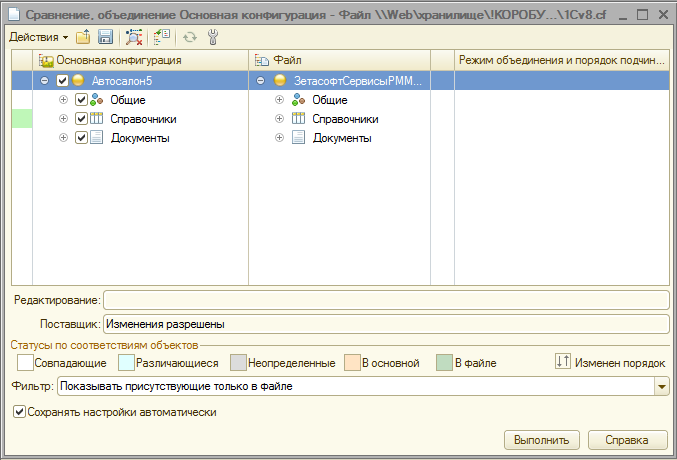 Сравнение, объединение Основная конфигурация - Файл \\Web\хранилище\!КОРОБУ...\1Cv8.cf
Действия
Основная конфигурация Файл Режим объединения и порядок подчин...
Автосалон5 ЗетасофтСервисыРММ...
Общие Общие
Справочники Справочники
Документы Документы
Редактирование:
Поставщик: Изменения разрешены
Статусы по соответствиям объектов
Совпадающие Различающиеся Неопределенные В основной В файле Изменен порядок
Фильтр: Показывать присутствующие только в файле
Сохранять настройки автоматически
Выполнить Справка